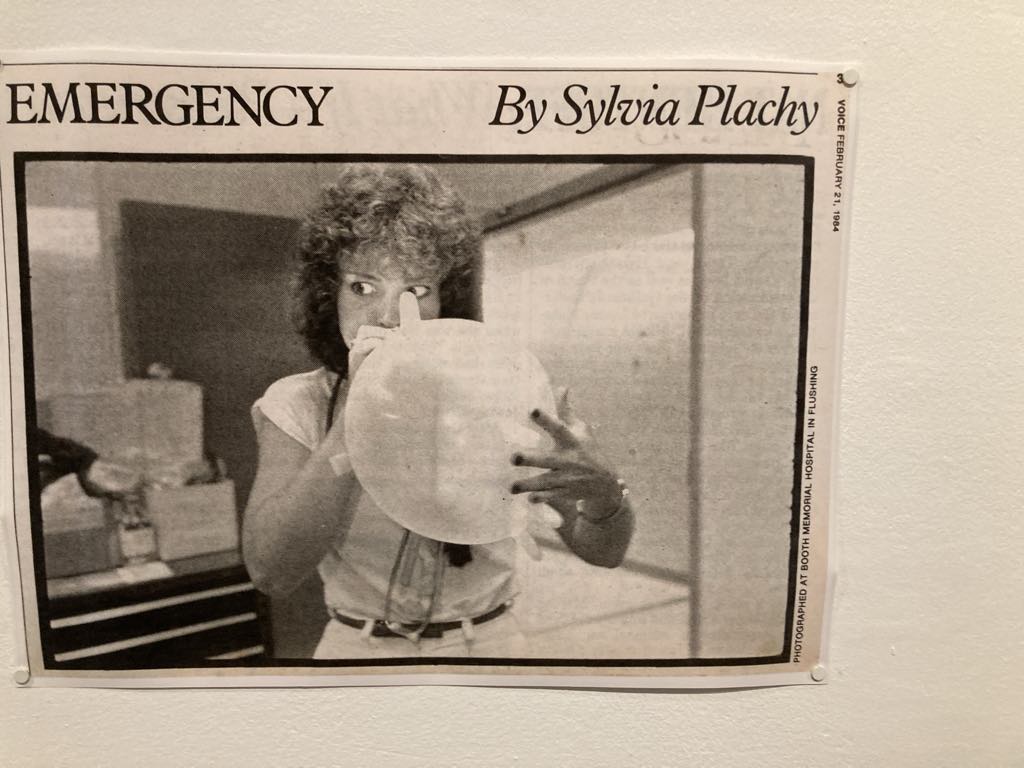 EMERGENCY By Sylvia Plachy
3
VOICE FEBRUARY 21, 1984
PHOTOGRAPHED AT BOOTH MEMORIAL HOSPITAL IN FLUSHING